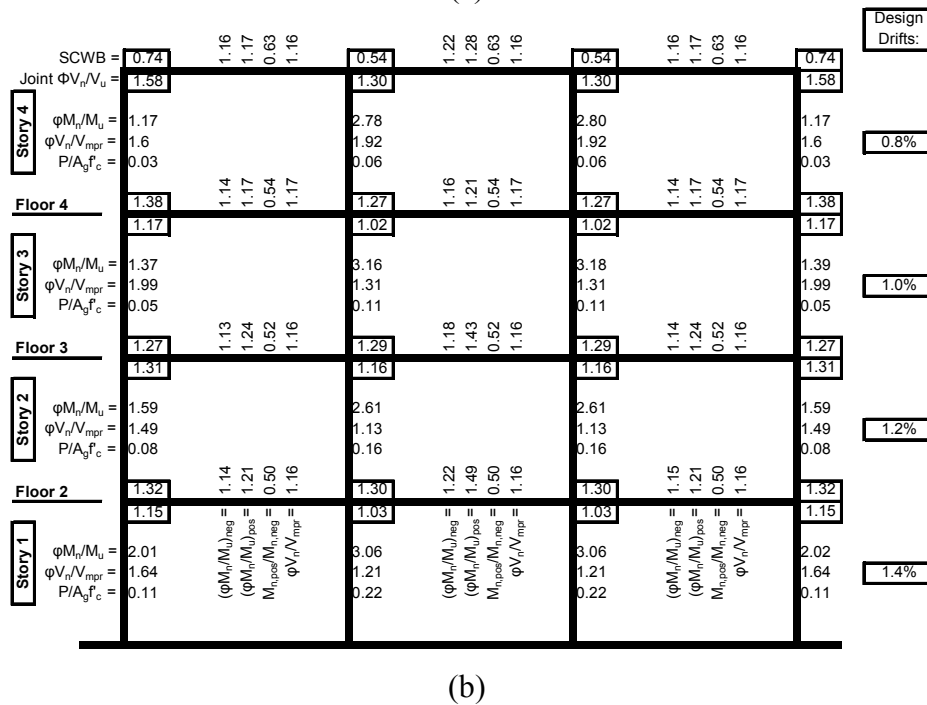 Design
Drifts:
SCWB = 0.74 1.16 1.17 0.63 1.16 0.54 1.22 1.28 0.63 1.16 0.54 1.16 1.17 0.63 1.16 0.74
Joint ΦVn/Vu = 1.58 1.30 1.30 1.58
Story 4
φMn/Mu = 1.17 2.78 2.80 1.17
φVn/Vmpr = 1.6 1.92 1.92 1.6 0.8%
P/Agf'c = 0.03 0.06 0.06 0.03
Floor 4 1.38 1.14 1.17 0.54 1.17 1.27 1.16 1.21 0.54 1.17 1.27 1.14 1.17 0.54 1.17 1.38
1.17 1.02 1.02 1.17
Story 3
φMn/Mu = 1.37 3.16 3.18 1.39
φVn/Vmpr = 1.99 1.31 1.31 1.99 1.0%
P/Agf'c = 0.05 0.11 0.11 0.05
Floor 3 1.27 1.13 1.24 0.52 1.16 1.29 1.18 1.43 0.52 1.16 1.29 1.14 1.24 0.52 1.16 1.27
1.31 1.16 1.16 1.31
Story 2
φMn/Mu = 1.59 2.61 2.61 1.59
φVn/Vmpr = 1.49 1.13 1.13 1.49 1.2%
P/Agf'c = 0.08 0.16 0.16 0.08
Floor 2 1.32 1.14 1.21 0.50 1.16 1.30 1.22 1.49 0.50 1.16 1.30 1.15 1.21 0.50 1.16 1.32
1.15 1.03 1.03 1.15
(φMn/Mu)neg =
(φMn/Mu)pos =
Mn,pos/Mn,neg =
φVn/Vmpr =
(φMn/Mu)neg =
(φMn/Mu)pos =
Mn,pos/Mn,neg =
φVn/Vmpr =
(φMn/Mu)neg =
(φMn/Mu)pos =
Mn,pos/Mn,neg =
φVn/Vmpr =
Story 1
φMn/Mu = 2.01 3.06 3.06 2.02
φVn/Vmpr = 1.64 1.21 1.21 1.64 1.4%
P/Agf'c = 0.11 0.22 0.22 0.11
(b)